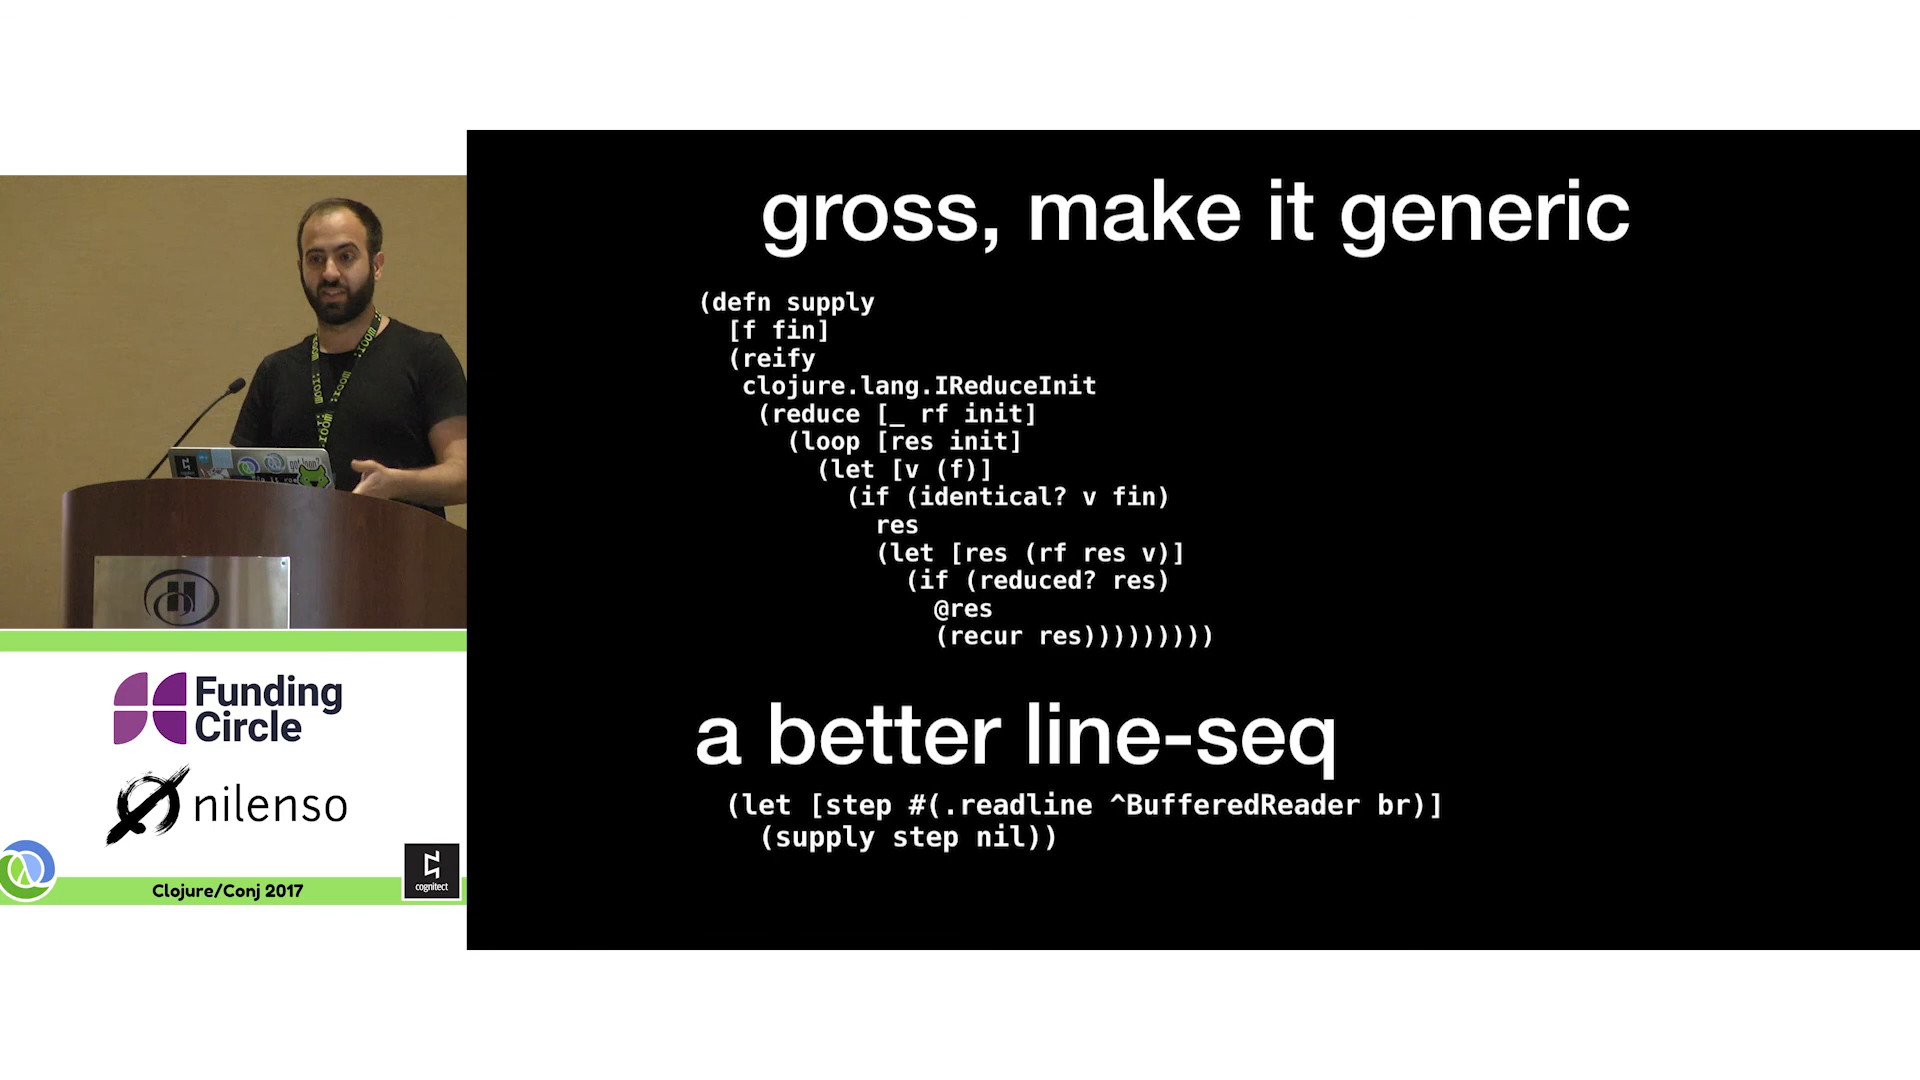 gross, make it generic
(defn supply
[f fin]
(reify
clojure.lang.IReduceInit
(reduce [_ rf init]
(loop [res init]
(let [v (f)]
(if (identical? v fin)
res
(let [res (rf res v)]
(if (reduced? res)
@res
(recur res)))))))))
a better line-seq
(let [step #(.readline ^BufferedReader br)]
(supply step nil))
Funding
Circle
nilenso
cognitect
Clojure/Conj 2017